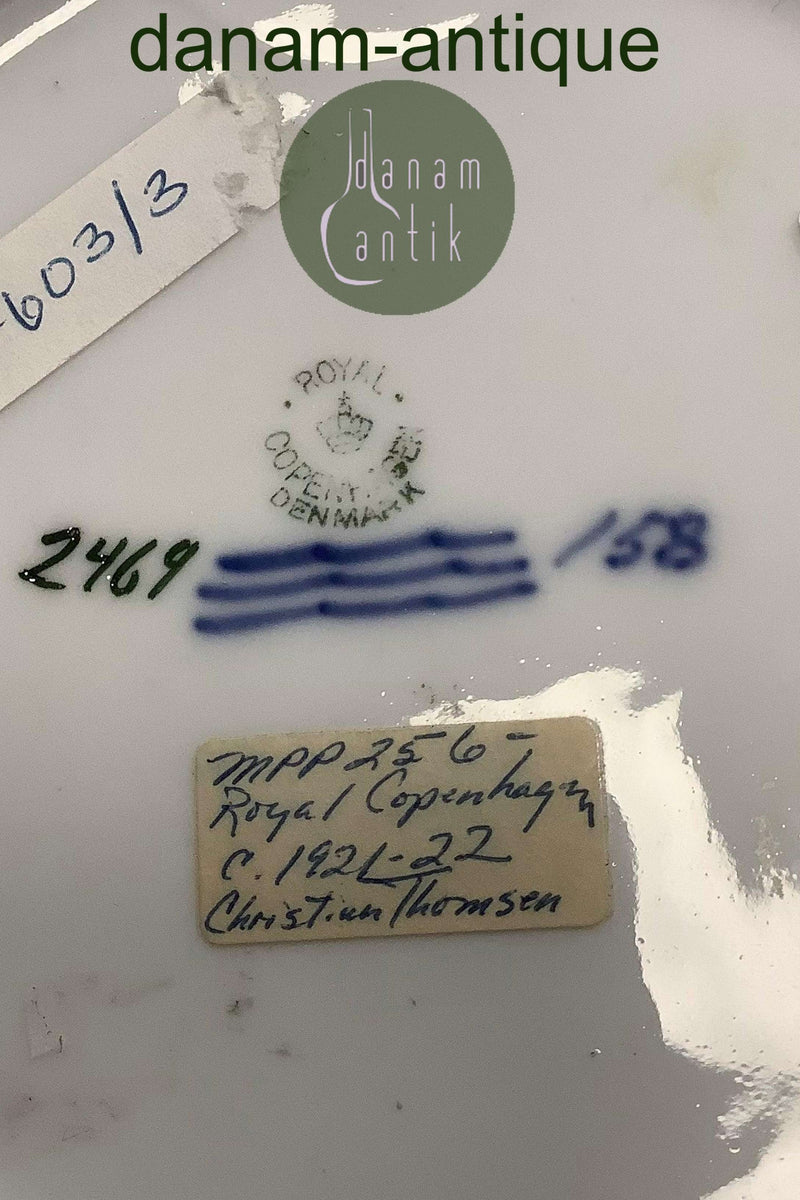 danam-antique
danam
antik
603/3
ROYAL
COPENHAGEN
DENMARK
2469
158
MPP 256-
Royal Copenhagen
C. 1921-22
Christian Thomsen